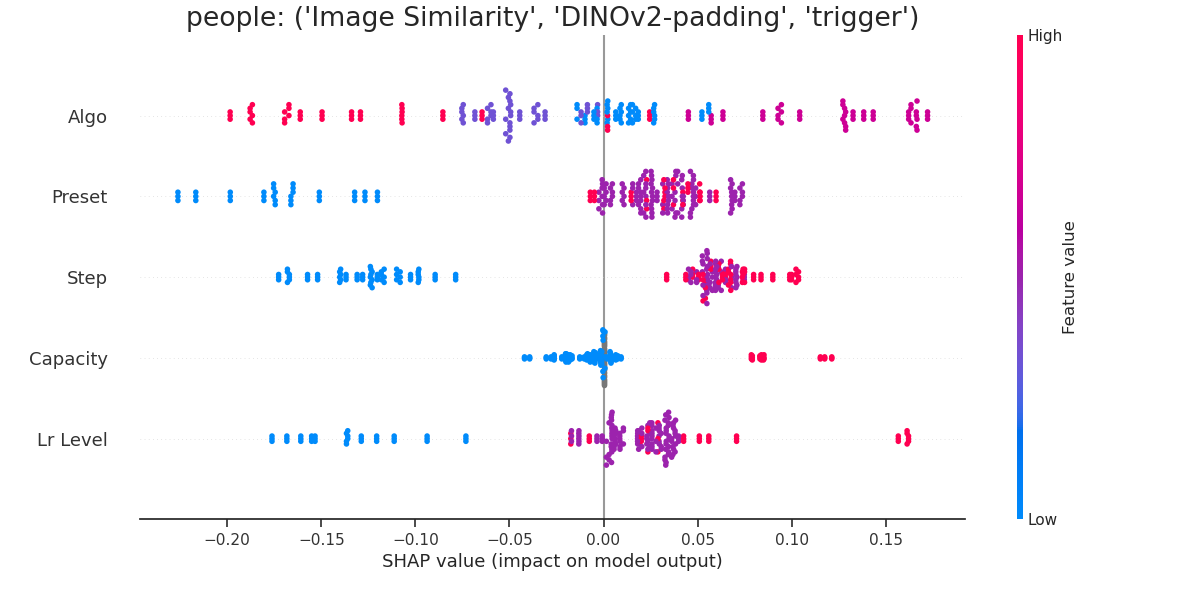 people: ('Image Similarity', 'DINOv2-padding', 'trigger')
High
Algo
Preset
Step
Capacity
Lr Level
Feature value
Low
−0.20 −0.15 −0.10 −0.05 0.00 0.05 0.10 0.15
SHAP value (impact on model output)